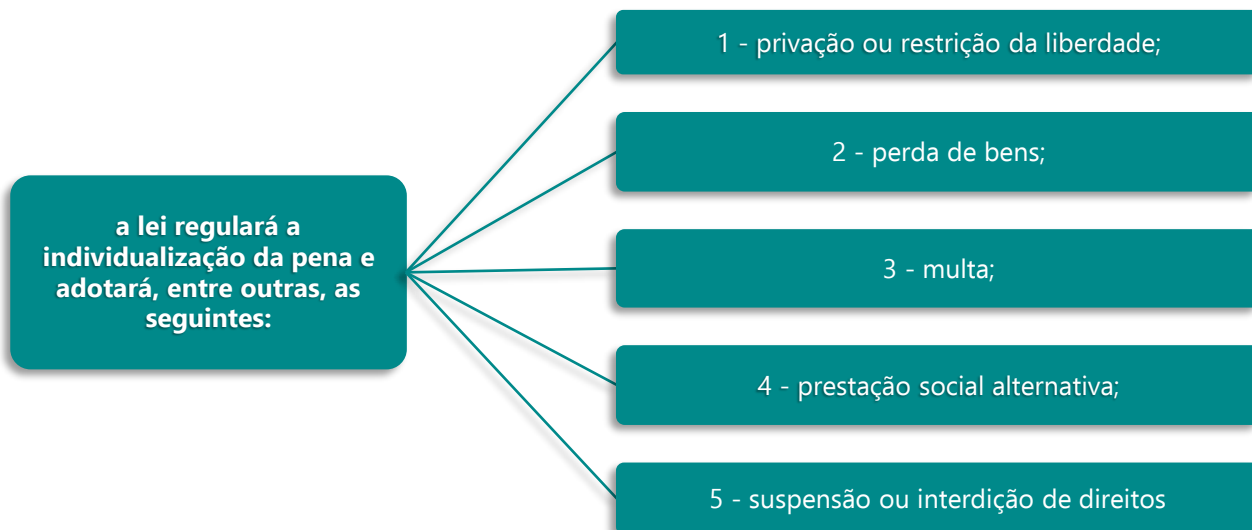 a lei regulará a
individualização da pena e
adotará, entre outras, as
seguintes:
1 - privação ou restrição da liberdade;
2 - perda de bens;
3 - multa;
4 - prestação social alternativa;
5 - suspensão ou interdição de direitos